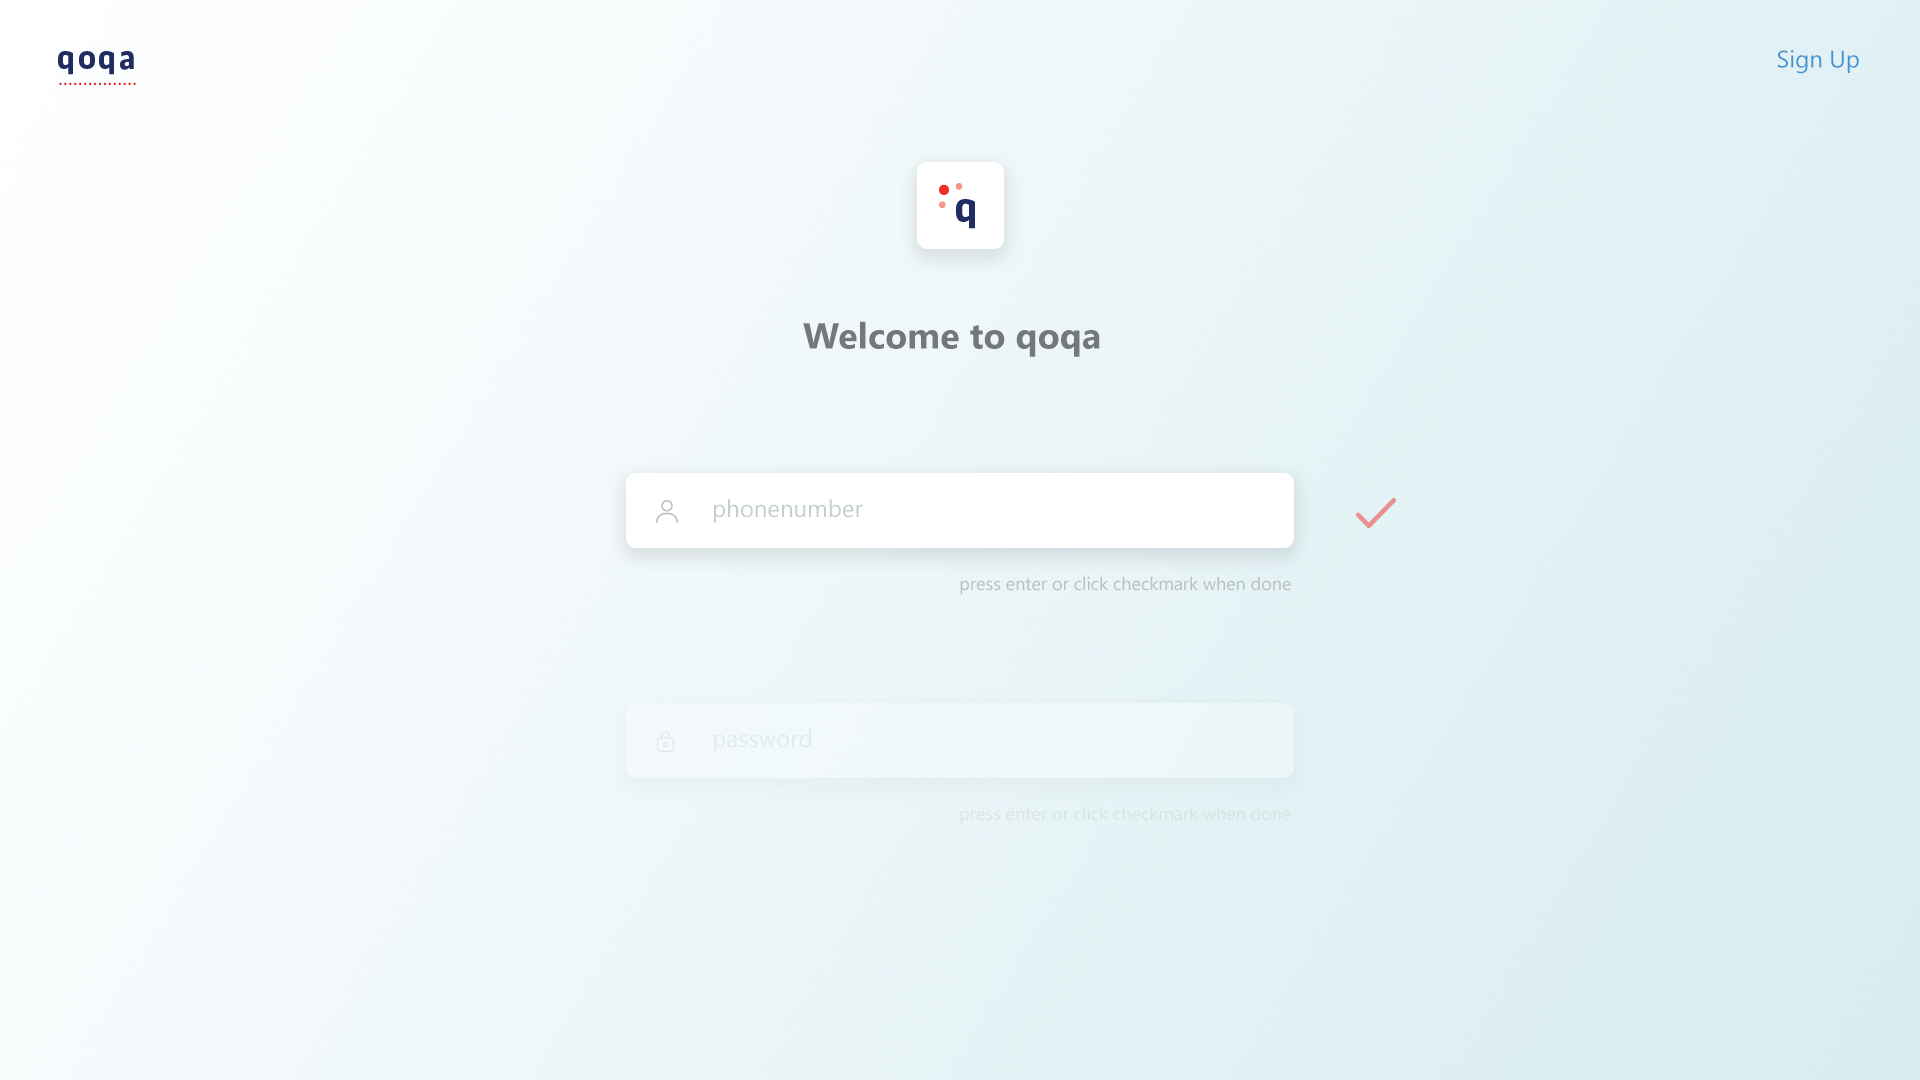 qoqa
Sign Up
q
Welcome to qoqa
phonenumber
press enter or click checkmark when done
password
press enter or click checkmark when done